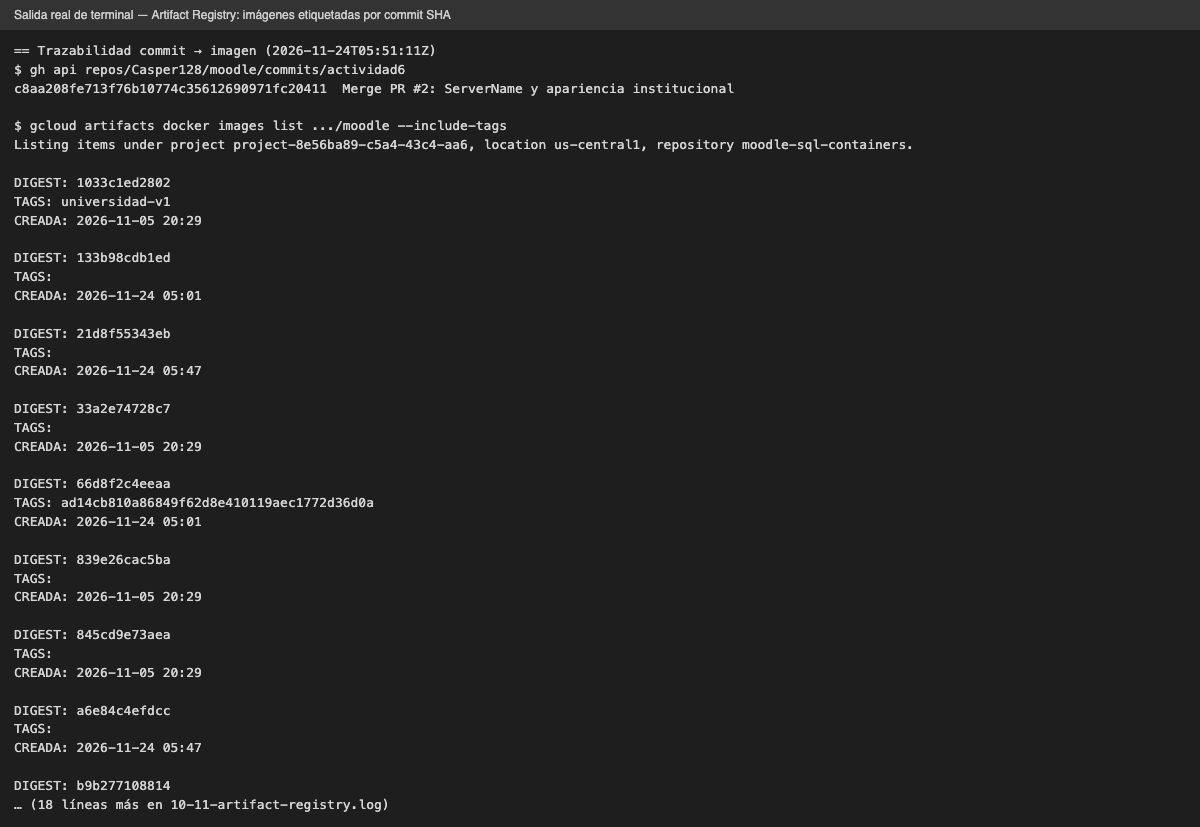 Salida real de terminal — Artifact Registry: imágenes etiquetadas por commit SHA
== Trazabilidad commit → imagen (2026-11-24T05:51:11Z)
$ gh api repos/Casper128/moodle/commits/actividad6
c8aa208fe713f76b10774c35612690971fc20411  Merge PR #2: ServerName y apariencia institucional
$ gcloud artifacts docker images list .../moodle --include-tags
Listing items under project project-8e56ba89-c5a4-43c4-aa6, location us-central1, repository moodle-sql-containers.
DIGEST: 1033c1ed2802
TAGS: universidad-v1
CREADA: 2026-11-05 20:29
DIGEST: 133b98cdb1ed
TAGS:
CREADA: 2026-11-24 05:01
DIGEST: 21d8f55343eb
TAGS:
CREADA: 2026-11-24 05:47
DIGEST: 33a2e74728c7
TAGS:
CREADA: 2026-11-05 20:29
DIGEST: 66d8f2c4eeaa
TAGS: ad14cb810a86849f62d8e410119aec1772d36d0a
CREADA: 2026-11-24 05:01
DIGEST: 839e26cac5ba
TAGS:
CREADA: 2026-11-05 20:29
DIGEST: 845cd9e73aea
TAGS:
CREADA: 2026-11-05 20:29
DIGEST: a6e84c4efdcc
TAGS:
CREADA: 2026-11-24 05:47
DIGEST: b9b277108814
… (18 líneas más en 10-11-artifact-registry.log)